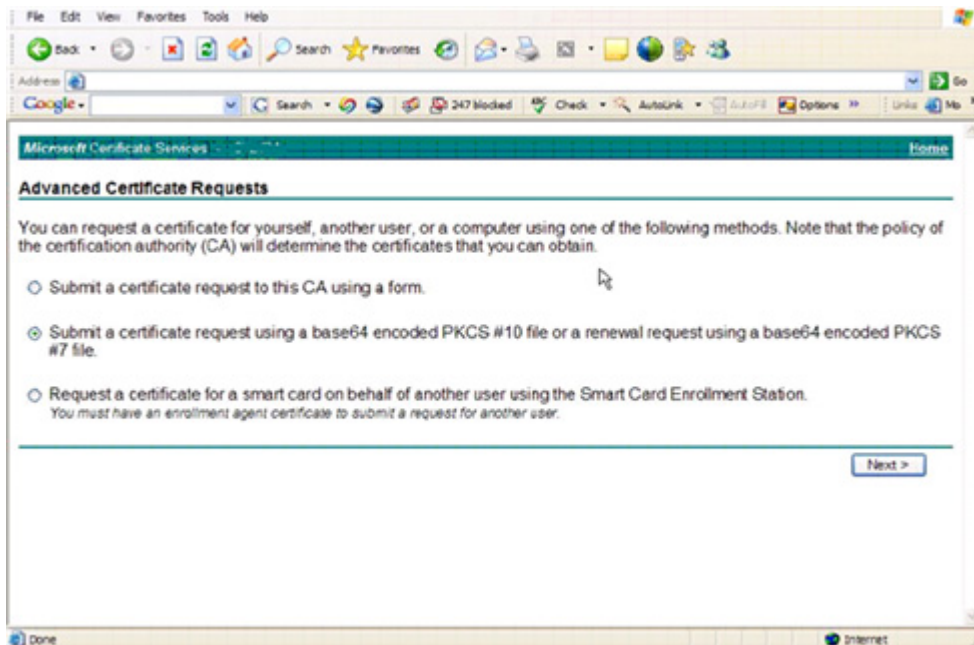 File Edit View Favorites Tools Help
Back Search Favorites
Address Go
Google Search 247 blocked Check AutoLink AutoFill Options Links
Microsoft Certificate Services Home
Advanced Certificate Requests
You can request a certificate for yourself, another user, or a computer using one of the following methods. Note that the policy of
the certification authority (CA) will determine the certificates that you can obtain.
Submit a certificate request to this CA using a form.
Submit a certificate request using a base64 encoded PKCS #10 file or a renewal request using a base64 encoded PKCS
#7 file.
Request a certificate for a smart card on behalf of another user using the Smart Card Enrollment Station.
You must have an enrollment agent certificate to submit a request for another user.
Next >
Done Internet